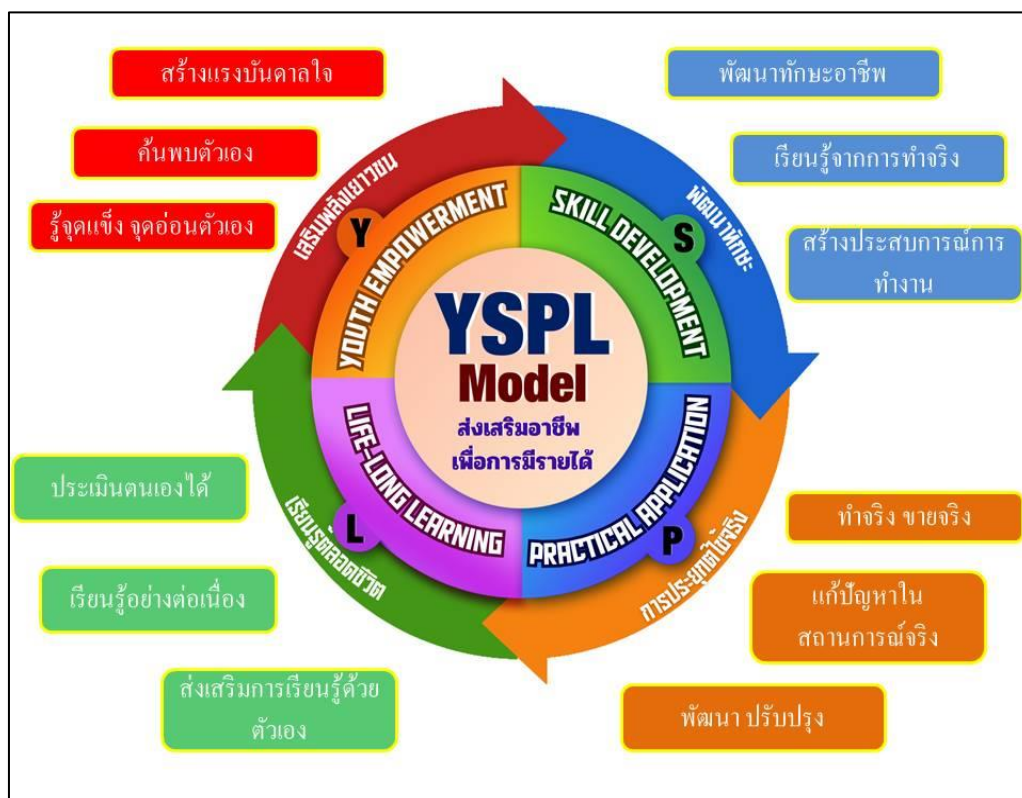 สร้างแรงบันดาลใจ
ค้นพบตัวเอง
รู้จุดแข็ง จุดอ่อนตัวเอง
พัฒนาทักษะอาชีพ
เรียนรู้จากการทำจริง
สร้างประสบการณ์การ
ทำงาน
เสริมพลังเยาวชน
Y
YOUTH EMPOWERMENT
พัฒนาทักษะ
S
SKILL DEVELOPMENT
YSPL
Model
ส่งเสริมอาชีพ
เพื่อการมีรายได้
LIFE-LONG LEARNING
L
เรียนรู้ตลอดชีวิต
PRACTICAL APPLICATION
P
การประยุกต์ใช้จริง
ประเมินตนเองได้
เรียนรู้อย่างต่อเนื่อง
ส่งเสริมการเรียนรู้ด้วย
ตัวเอง
ทำจริง ขายจริง
แก้ปัญหาใน
สถานการณ์จริง
พัฒนา ปรับปรุง